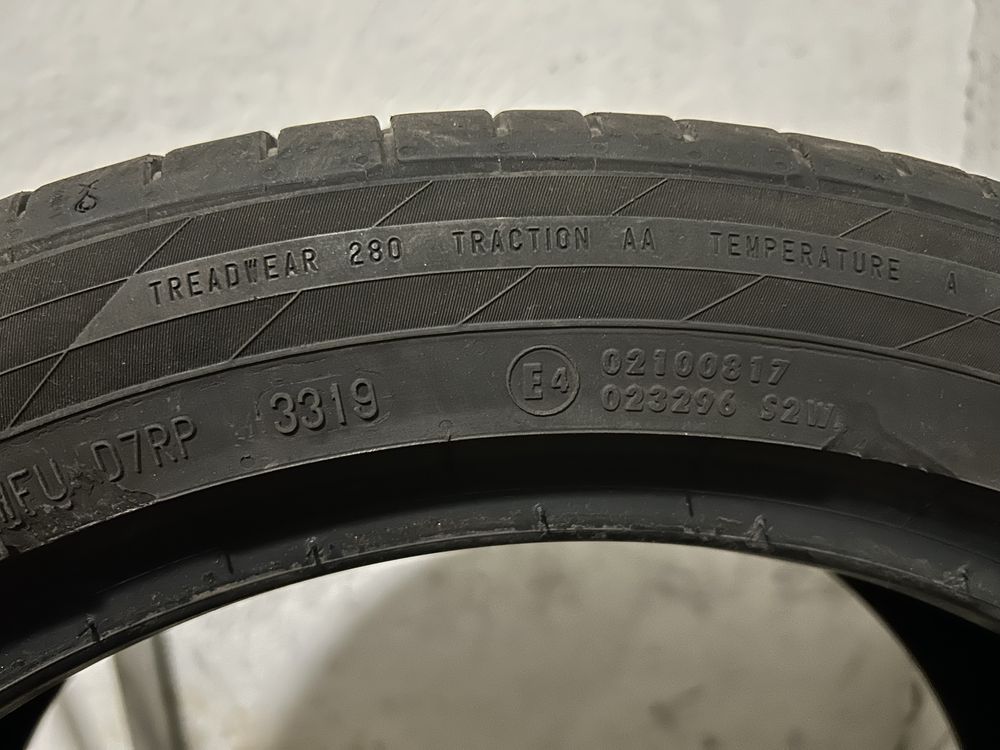 TREADWEAR 280 TRACTION AA TEMPERATURE A
D7RP 3319
E4
02100817
023296 S2W